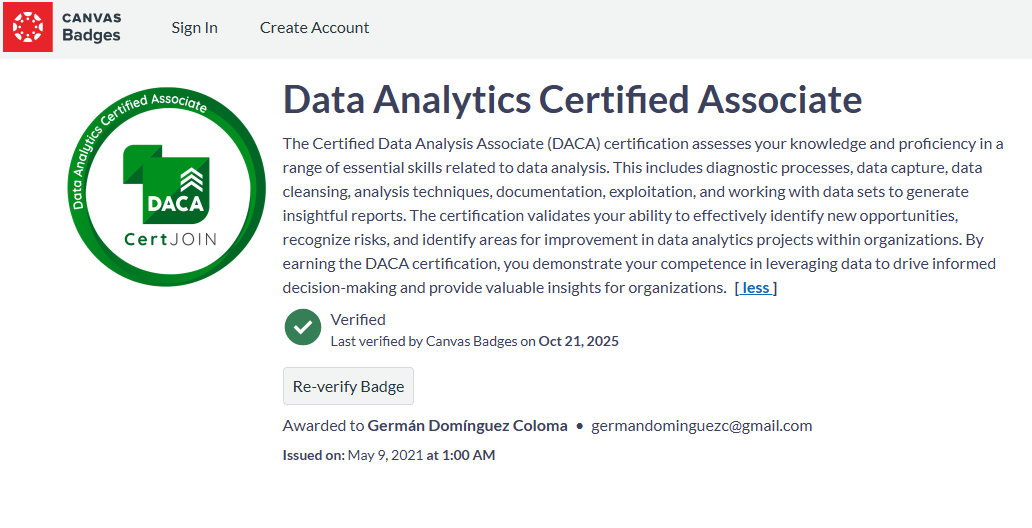 CANVAS
Badges
Sign In
Create Account
Data Analytics Certified Associate
DACA
CertJOIN
Data Analytics Certified Associate
The Certified Data Analysis Associate (DACA) certification assesses your knowledge and proficiency in a
range of essential skills related to data analysis. This includes diagnostic processes, data capture, data
cleansing, analysis techniques, documentation, exploitation, and working with data sets to generate
insightful reports. The certification validates your ability to effectively identify new opportunities,
recognize risks, and identify areas for improvement in data analytics projects within organizations. By
earning the DACA certification, you demonstrate your competence in leveraging data to drive informed
decision-making and provide valuable insights for organizations. [ less ]
Verified
Last verified by Canvas Badges on Oct 21, 2025
Re-verify Badge
Awarded to Germán Domínguez Coloma • germandominguezc@gmail.com
Issued on: May 9, 2021 at 1:00 AM